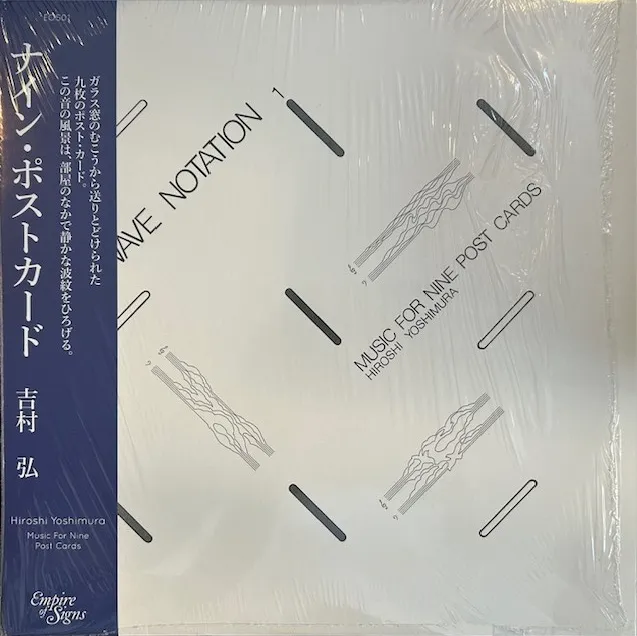 EOS01
ナイン・ポストカード
吉村 弘
ガラス窓のむこうから送りとどけられた
九枚のポスト・カード。
この音の風景は、部屋のなかで静かな波紋をひろげる。
Hiroshi Yoshimura
Music For Nine
Post Cards
Empire
of
Signs
WAVE NOTATION 1
MUSIC FOR NINE POST CARDS
HIROSHI YOSHIMURA